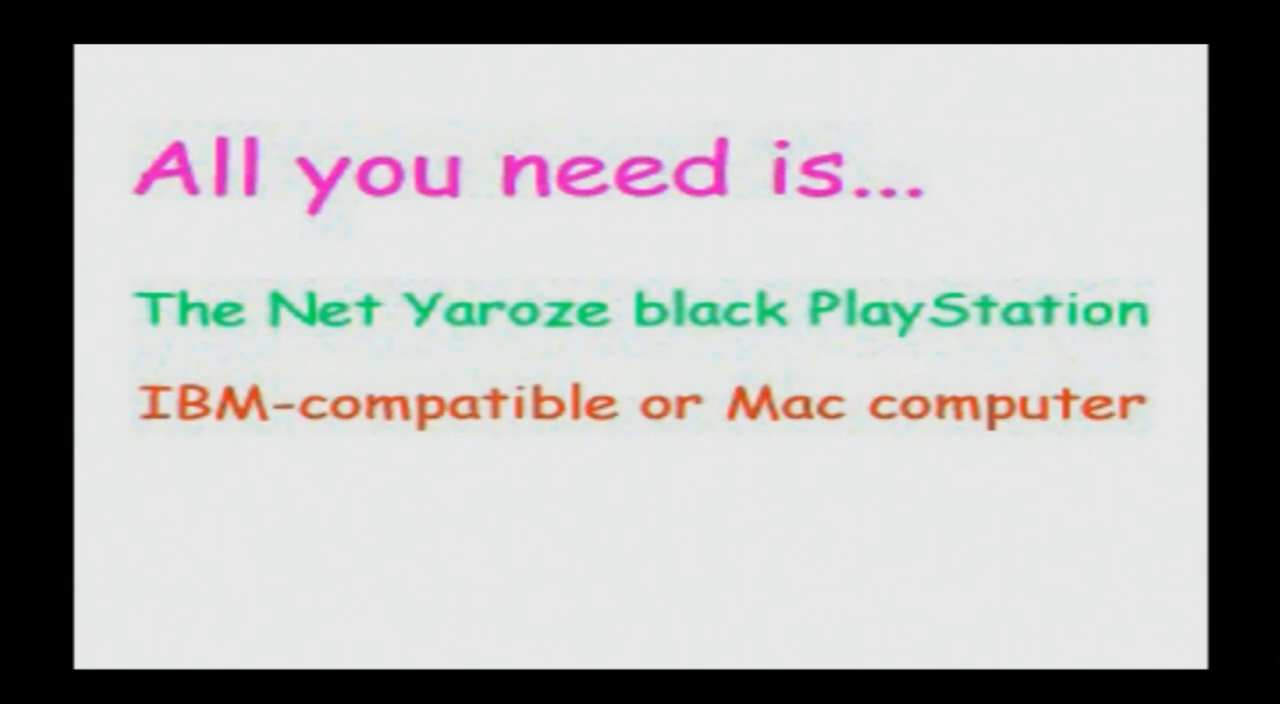 All you need is...
The Net Yaroze black PlayStation
IBM-compatible or Mac computer